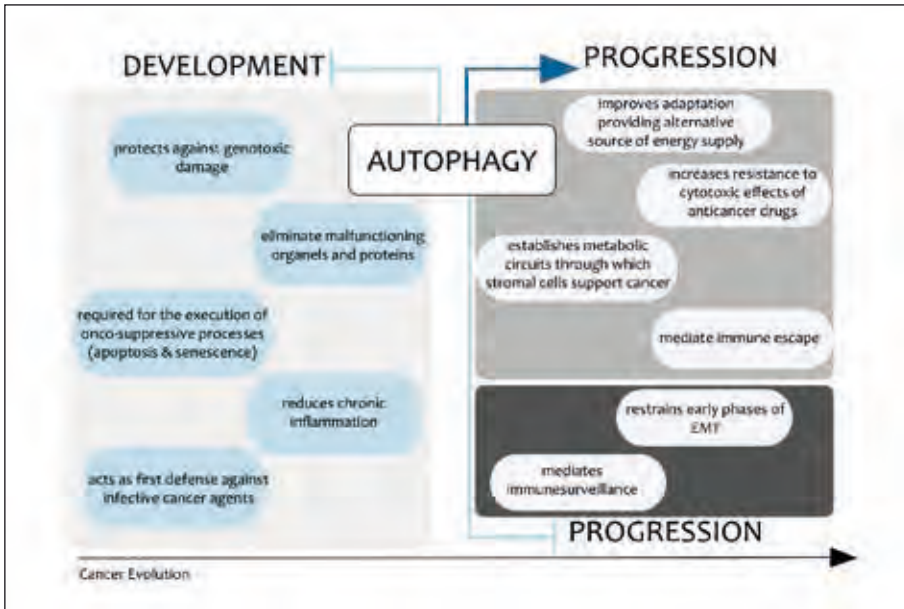 DEVELOPMENT
PROGRESSION
AUTOPHAGY
protects against genotoxic
damage
eliminate malfunctioning
organels and proteins
required for the execution of
onco-suppressive processes
(apoptosis & senescence)
reduces chronic
inflammation
acts as first defense against
infective cancer agents
improves adaptation
providing alternative
source of energy supply
increases resistance to
cytotoxic effects of
anticancer drugs
establishes metabolic
circuits through which
stromal cells support cancer
mediate immune escape
restrains early phases of
EMT
mediates
immunesurveillance
PROGRESSION
Cancer Evolution